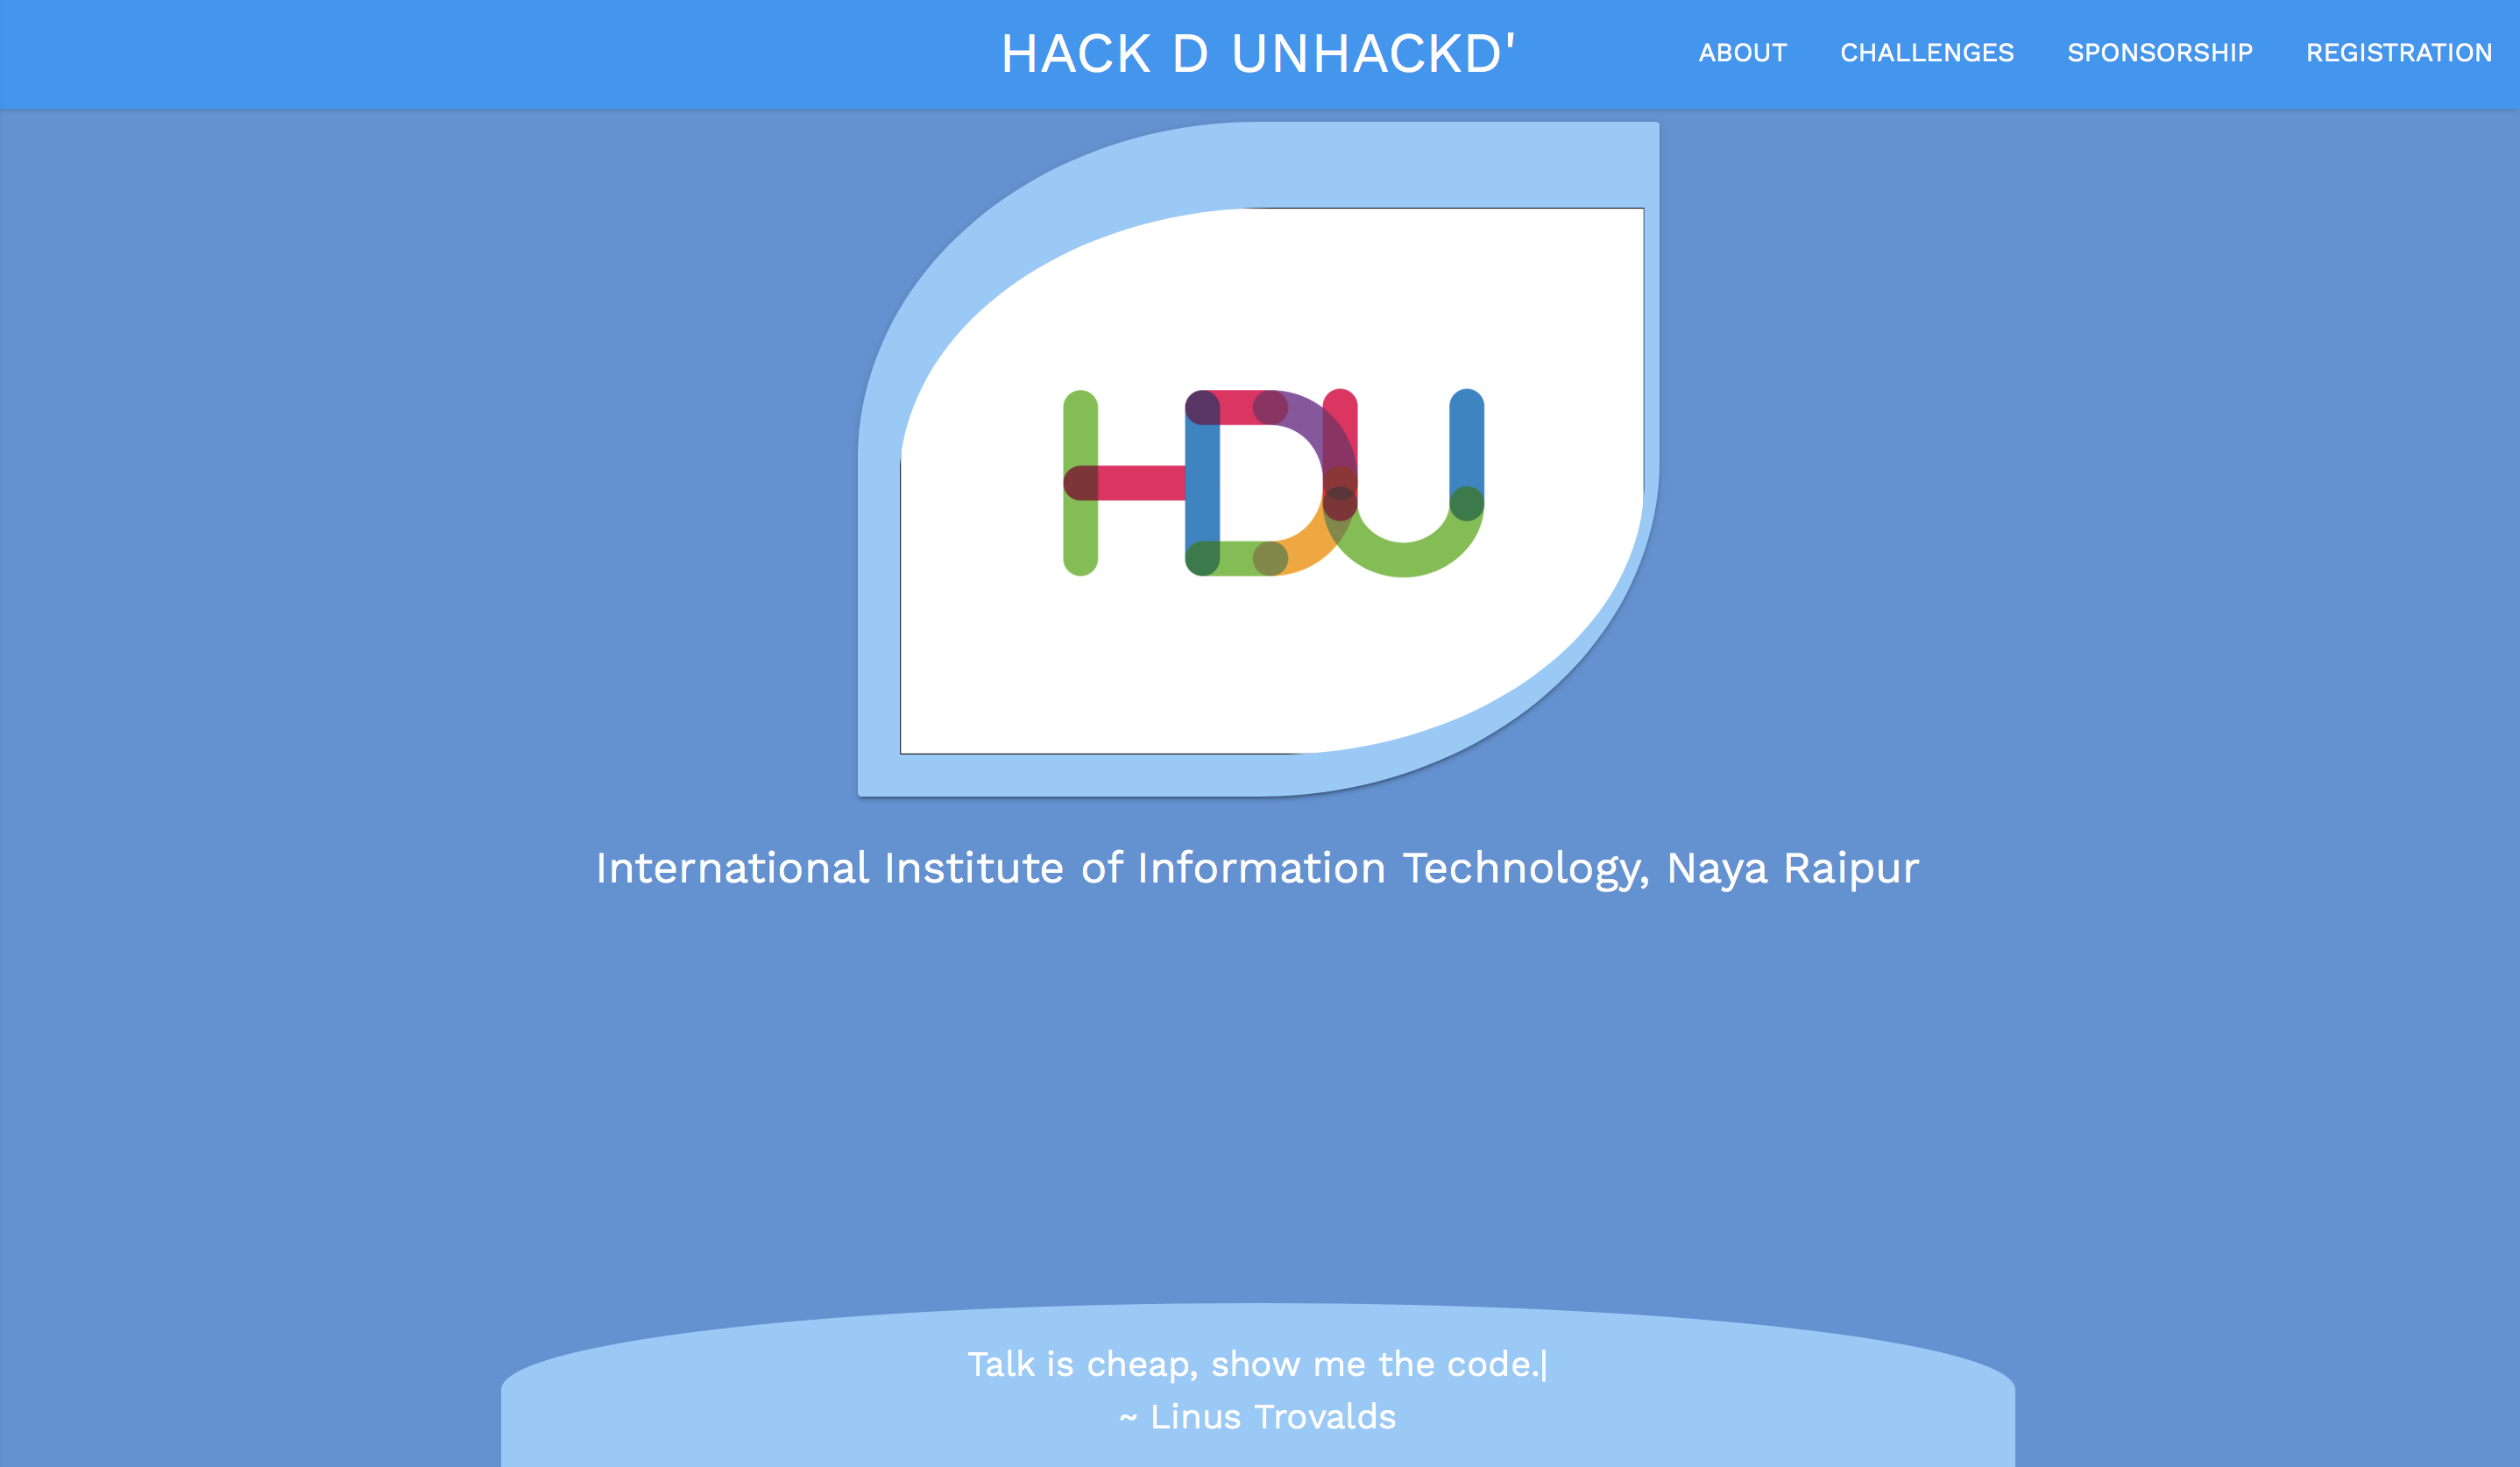 HACK D UNHACKD'
ABOUT CHALLENGES SPONSORSHIP REGISTRATION
HDU
International Institute of Information Technology, Naya Raipur
Talk is cheap, show me the code.|
~ Linus Trovalds